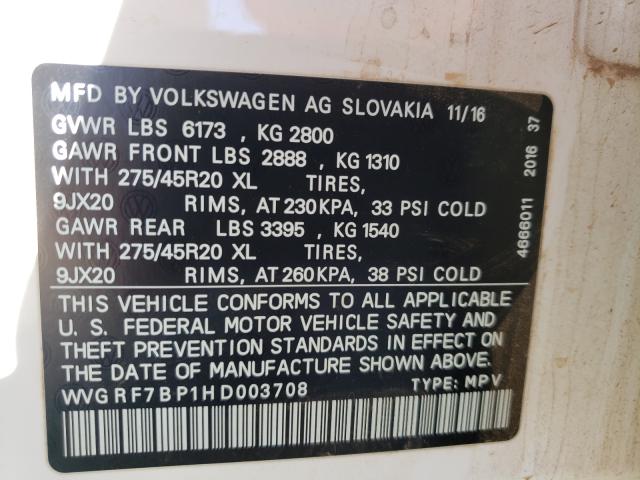 MFD BY VOLKSWAGEN AG SLOVAKIA 11/16
GVWR LBS 6173 , KG 2800
GAWR FRONT LBS 2888 , KG 1310
WITH 275/45R20 XL TIRES,
9JX20 RIMS, AT 230KPA, 33 PSI COLD
GAWR REAR LBS 3395 , KG 1540
WITH 275/45R20 XL TIRES,
9JX20 RIMS, AT 260KPA, 38 PSI COLD
THIS VEHICLE CONFORMS TO ALL APPLICABLE
U. S. FEDERAL MOTOR VEHICLE SAFETY AND
THEFT PREVENTION STANDARDS IN EFFECT ON
THE DATE OF MANUFACTURE SHOWN ABOVE.
WVGRF7BP1HD003708 TYPE: MPV
4666011 2016 37